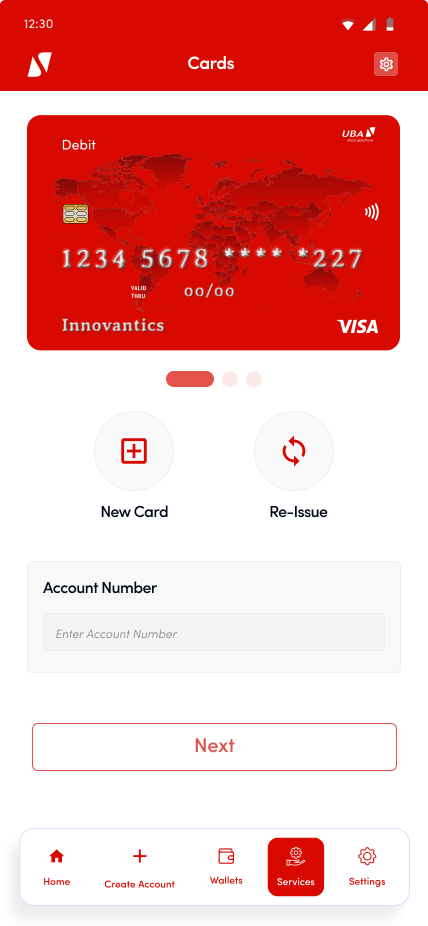 12:30
Cards
UBA
Debit
1234 5678 **** *227
VALID
THRU
00/00
Innovantics
VISA
New Card
Re-Issue
Account Number
Enter Account Number
Next
Home
Create Account
Wallets
Services
Settings